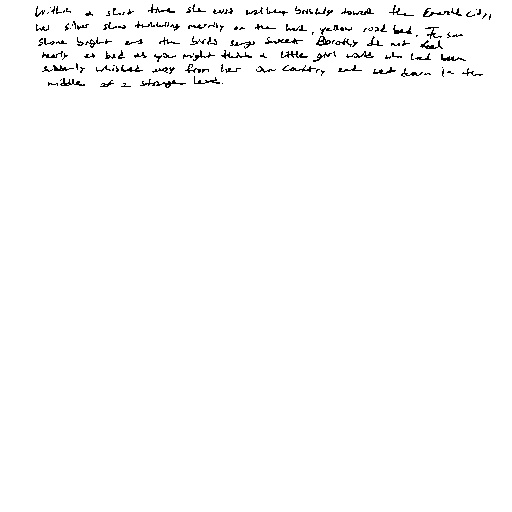 Within a short time she was walking briskly toward the Emerald City,
her silver shoes tinkling merrily on the hard, yellow road bed. The sun
shone bright and the birds sang sweet and Dorothy did not feel
nearly as bad as you might think a little girl would who had been
suddenly whisked away from her own country and set down in the
middle of a strange land.